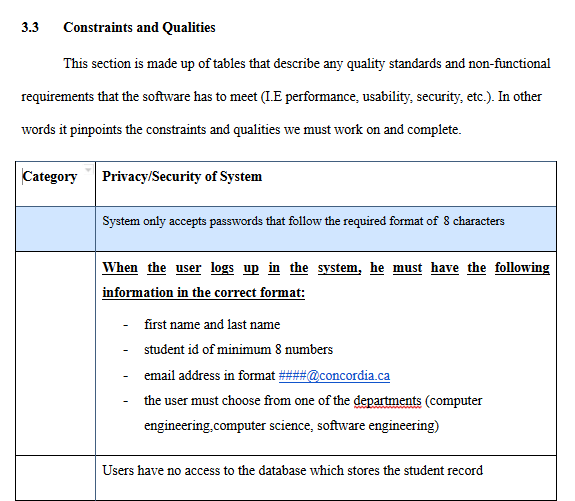 3.3 Constraints and Qualities
This section is made up of tables that describe any quality standards and non-functional
requirements that the software has to meet (I.E performance, usability, security, etc.). In other
words it pinpoints the constraints and qualities we must work on and complete.
Category Privacy/Security of System
System only accepts passwords that follow the required format of 8 characters
When the user logs up in the system, he must have the following
information in the correct format:
- first name and last name
- student id of minimum 8 numbers
- email address in format ####@concordia.ca
- the user must choose from one of the departments (computer
engineering,computer science, software engineering)
Users have no access to the database which stores the student record